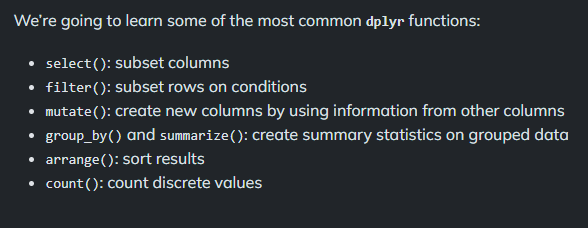 We're going to learn some of the most common dplyr functions:
• select(): subset columns
• filter(): subset rows on conditions
• mutate(): create new columns by using information from other columns
• group_by() and summarize(): create summary statistics on grouped data
• arrange(): sort results
• count(): count discrete values